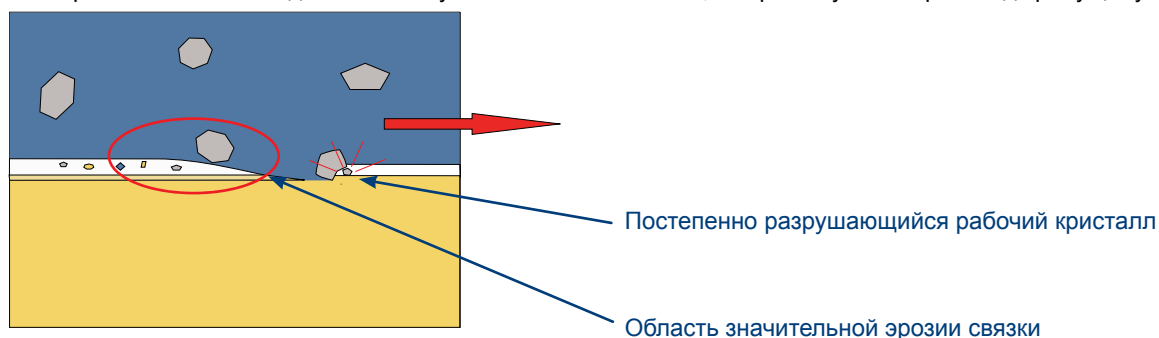 Постепенно разрушающийся рабочий кристалл
Область значительной эрозии связки